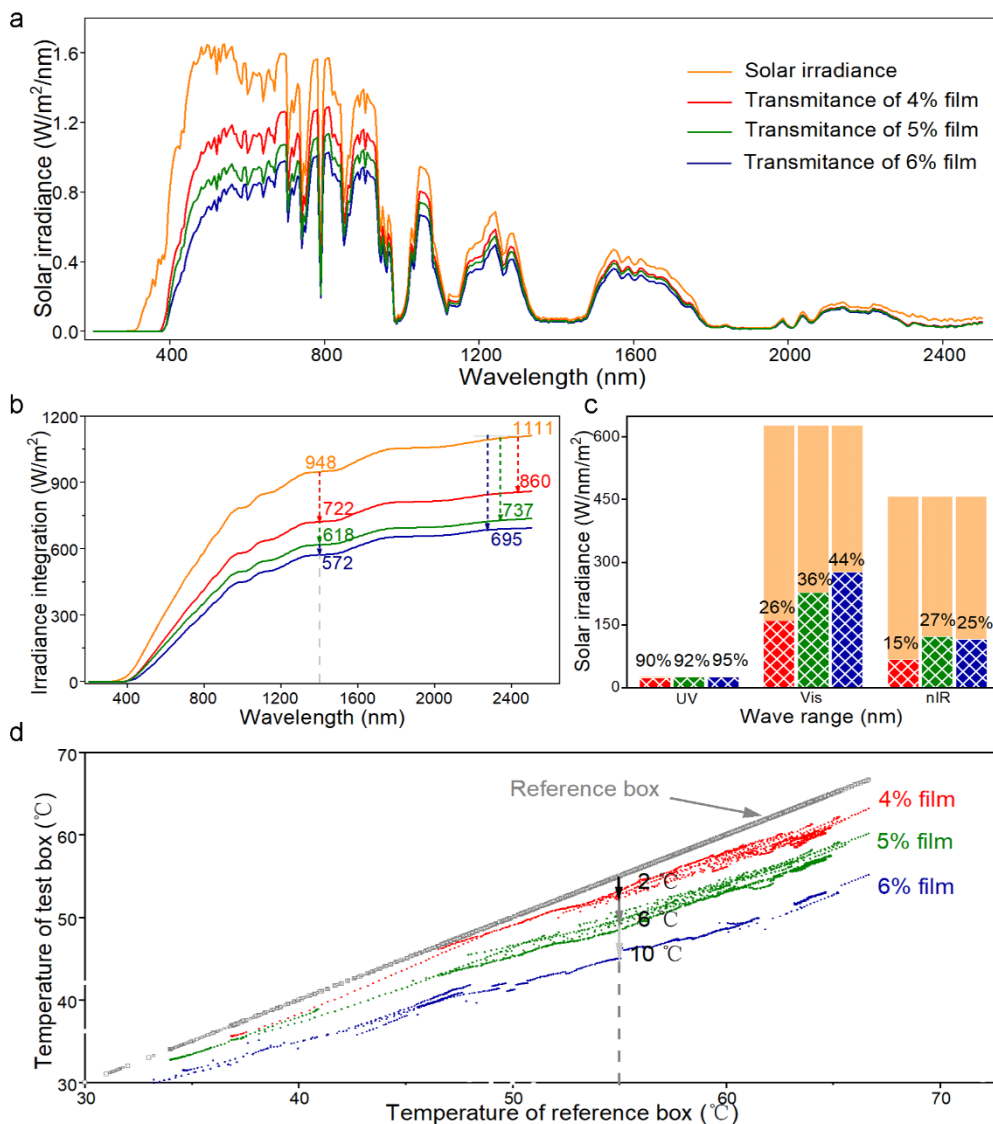 a
Solar irradiance (W/m²/nm)
1.6
1.2
0.8
0.4
0.0
Solar irradiance
Transmitance of 4% film
Transmitance of 5% film
Transmitance of 6% film
400 800 1200 1600 2000 2400
Wavelength (nm)
b
Irradiance integration (W/m²)
1200
900
600
300
0
948
1111
722
860
618
737
572
695
400 800 1200 1600 2000 2400
Wavelength (nm)
c
Solar irradiance (W/nm/m²)
600
450
300
150
0
90% 92% 95%
26% 36% 44%
15% 27% 25%
UV Vis nIR
Wave range (nm)
d
Temperature of test box (℃)
70
60
50
40
30
Reference box
4% film
5% film
6% film
2 ℃
6 ℃
10 ℃
30 40 50 60 70
Temperature of reference box (℃)